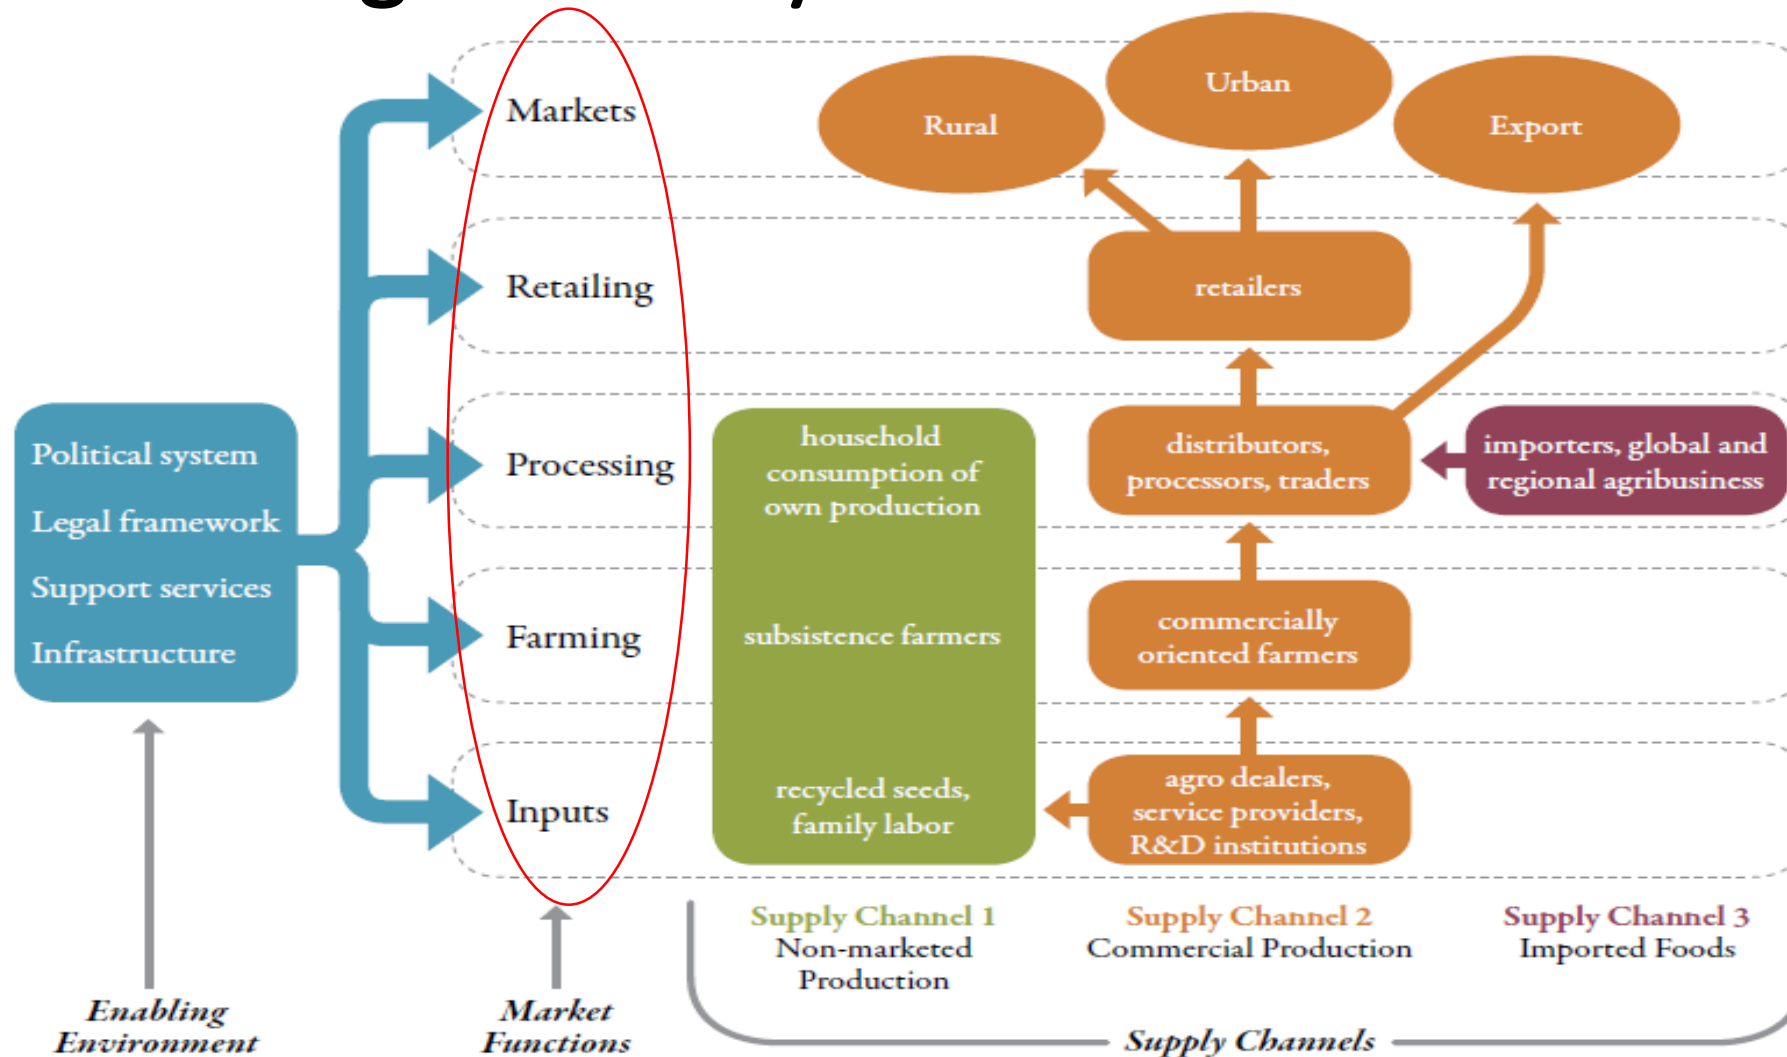 Markets
Retailing
Processing
Farming
Inputs
Political system
Legal framework
Support services
Infrastructure
Rural
Urban
Export
retailers
household
consumption of
own production
subsistence farmers
recycled seeds,
family labor
distributors,
processors, traders
commercially
oriented farmers
agro dealers,
service providers,
R&D institutions
importers, global and
regional agribusiness
Supply Channel 1
Non-marketed
Production
Supply Channel 2
Commercial Production
Supply Channel 3
Imported Foods
Enabling
Environment
Market
Functions
Supply Channels